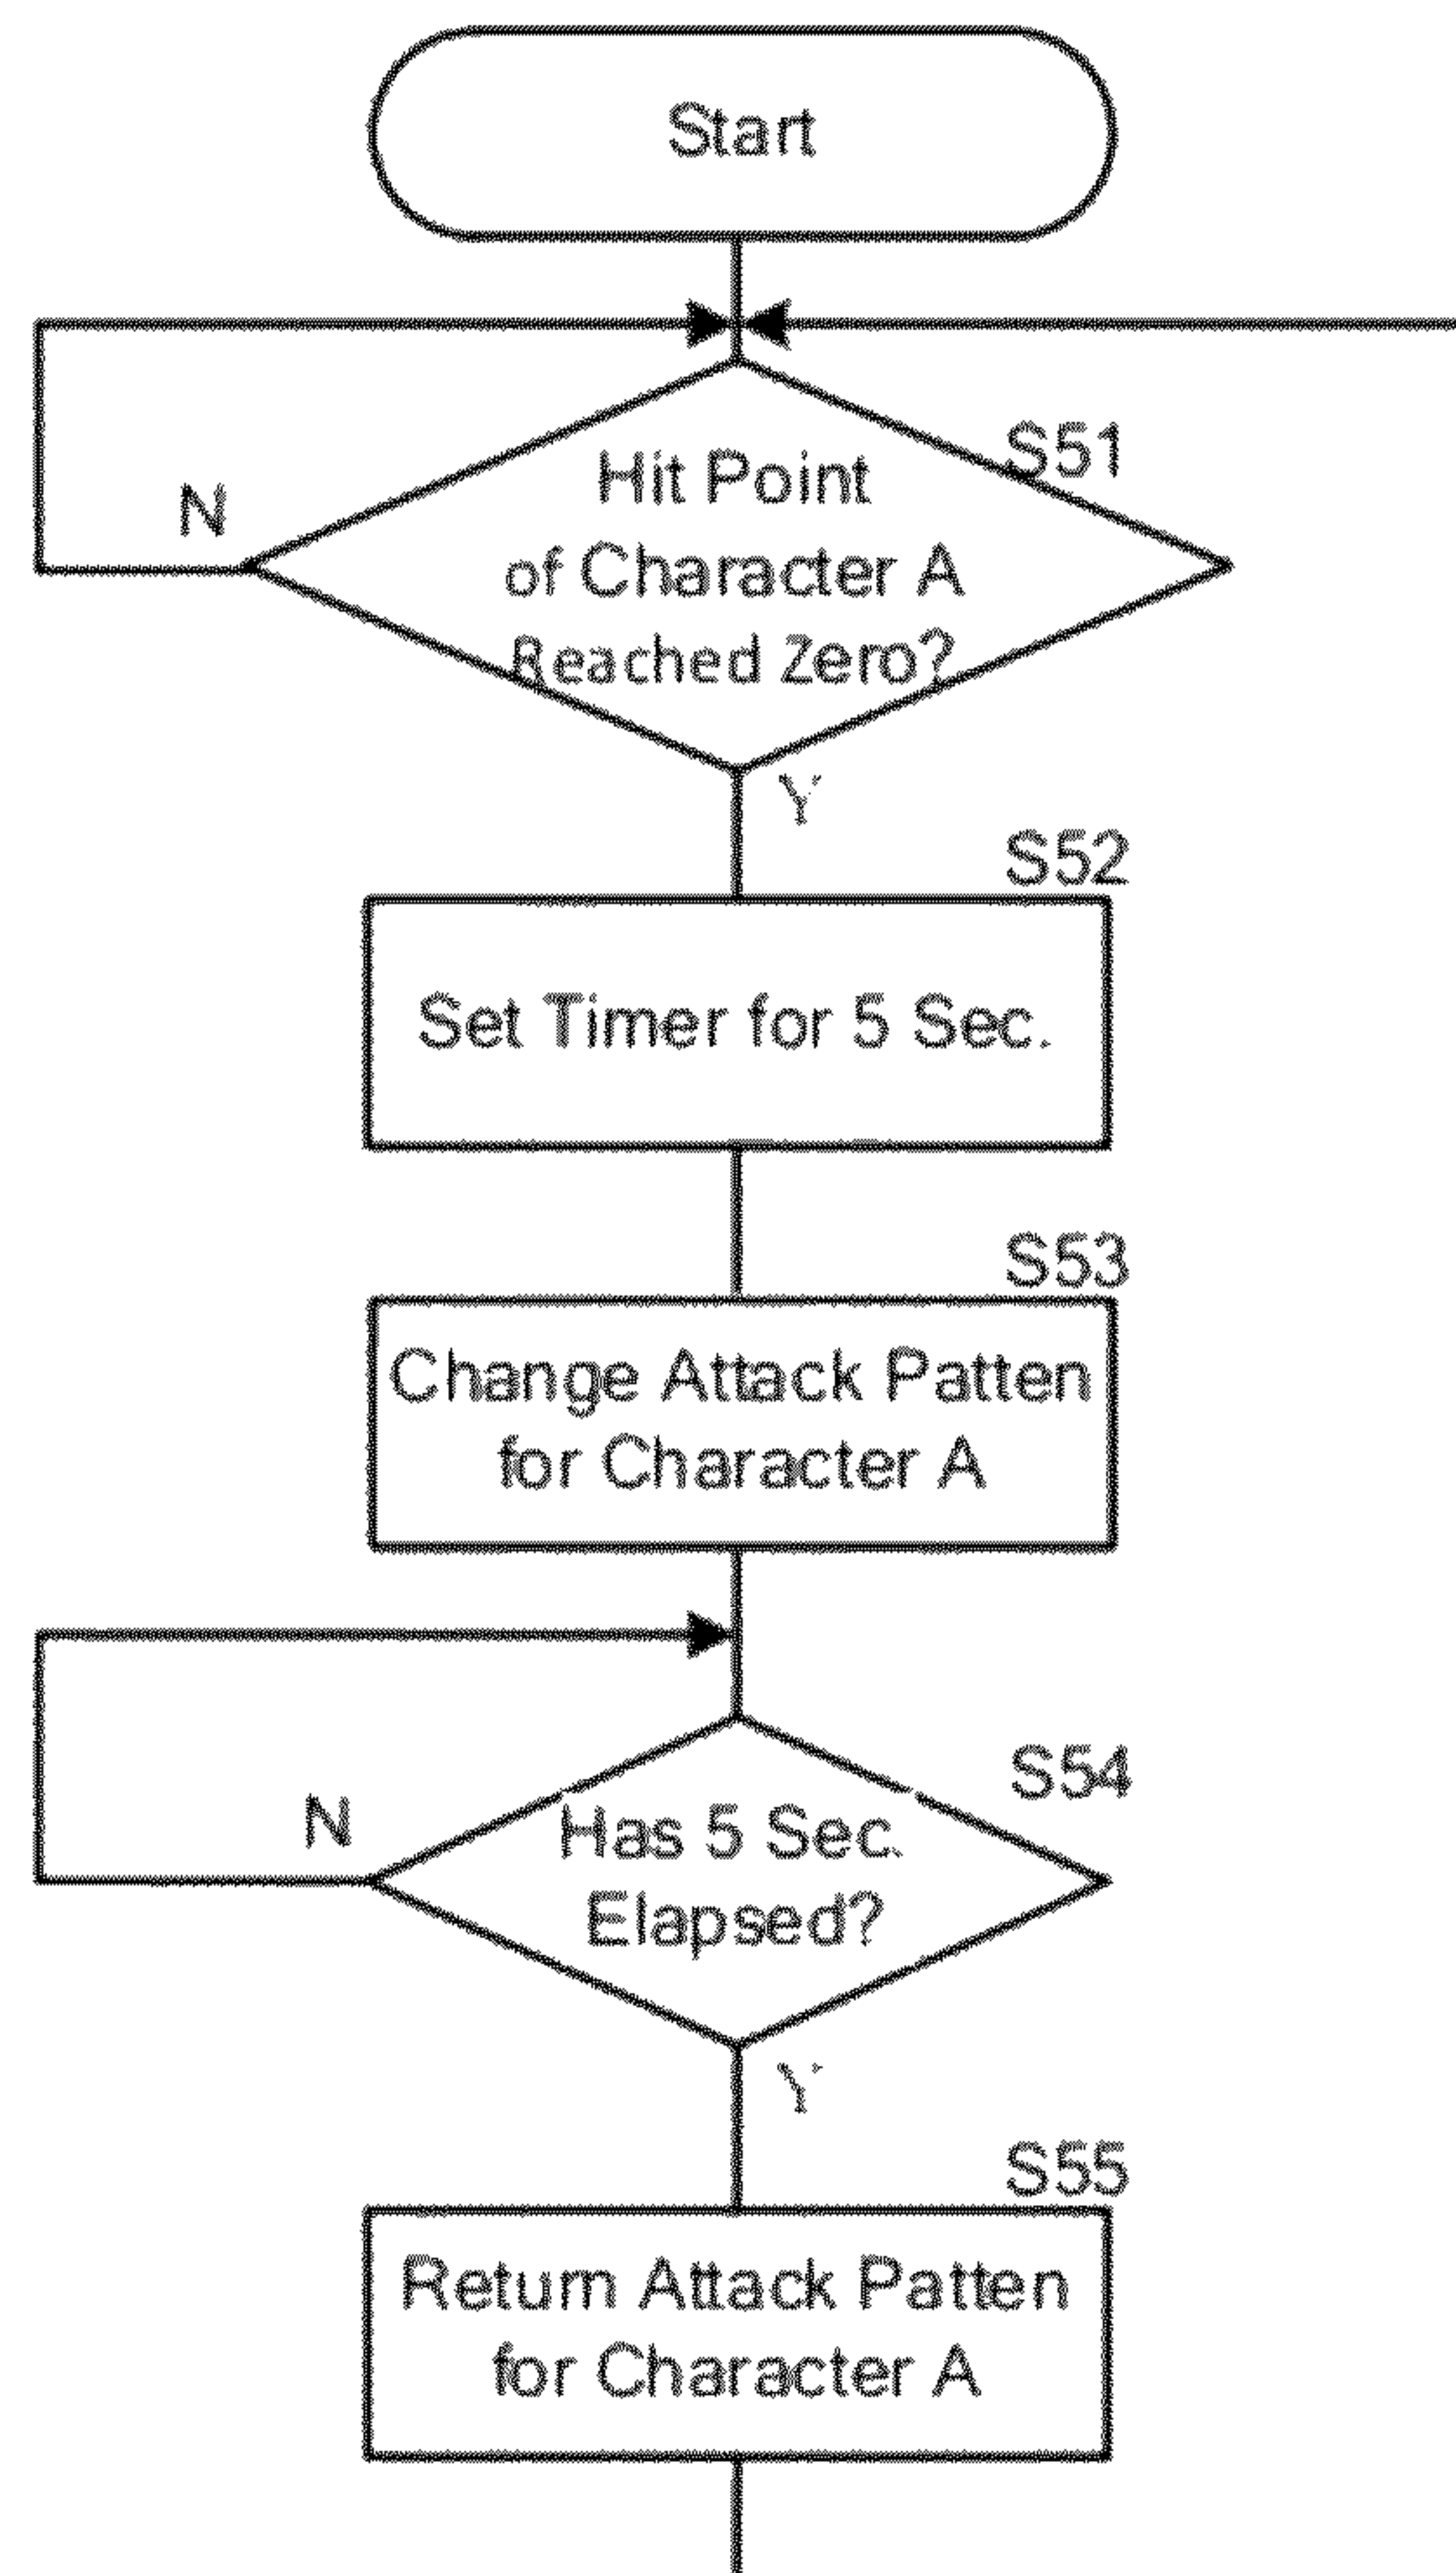 Start
S51
Hit Point
of Character A
Reached Zero?
N
Y
S52
Set Timer for 5 Sec.
S53
Change Attack Patten
for Character A
S54
Has 5 Sec.
Elapsed?
N
Y
S55
Return Attack Patten
for Character A